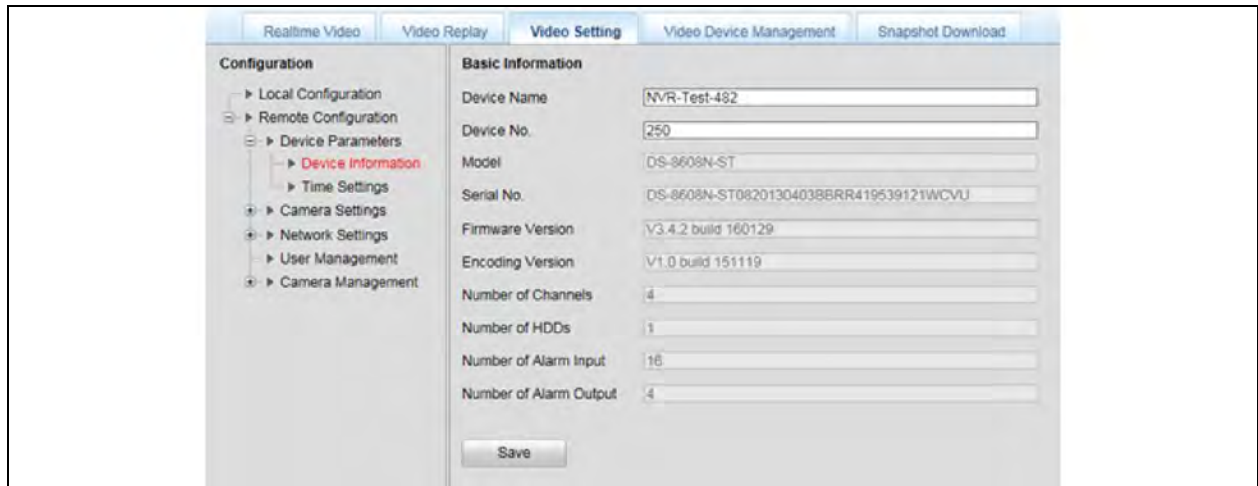 Realtime Video
Video Replay
Video Setting
Video Device Management
Snapshot Download
Configuration
Local Configuration
Remote Configuration
Device Parameters
Device Information
Time Settings
Camera Settings
Network Settings
User Management
Camera Management
Basic Information
Device Name NVR-Test-482
Device No. 250
Model DS-8608N-ST
Serial No. DS-8608N-ST0820130403BBRR419539121WCVU
Firmware Version V3.4.2 build 160129
Encoding Version V1.0 build 151119
Number of Channels 4
Number of HDDs 1
Number of Alarm Input 16
Number of Alarm Output 4
Save